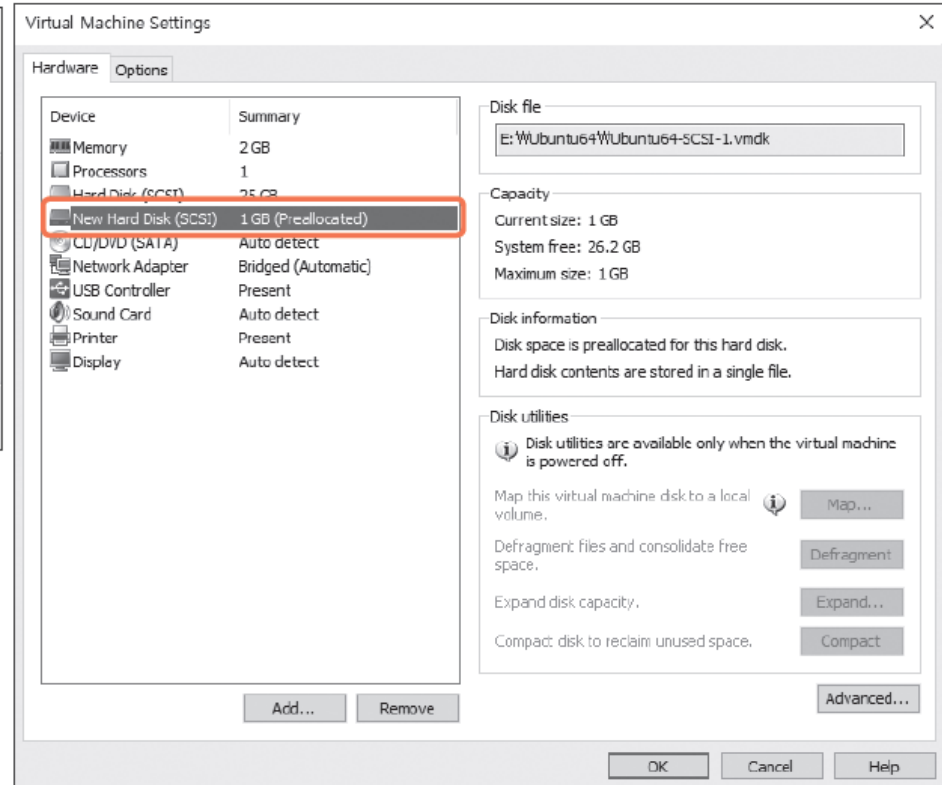 Virtual Machine Settings
Hardware Options
Device Summary
Memory 2 GB
Processors 1
Hard Disk (SCSI) 25 GB
New Hard Disk (SCSI) 1 GB (Preallocated)
CD/DVD (SATA) Auto detect
Network Adapter Bridged (Automatic)
USB Controller Present
Sound Card Auto detect
Printer Present
Display Auto detect
Add... Remove
Disk file
E:₩Ubuntu64₩Ubuntu64-SCSI-1.vmdk
Capacity
Current size: 1 GB
System free: 26.2 GB
Maximum size: 1 GB
Disk information
Disk space is preallocated for this hard disk.
Hard disk contents are stored in a single file.
Disk utilities
Disk utilities are available only when the virtual machine
is powered off.
Map this virtual machine disk to a local
volume.
Map...
Defragment files and consolidate free
space.
Defragment
Expand disk capacity. Expand...
Compact disk to reclaim unused space. Compact
Advanced...
OK Cancel Help